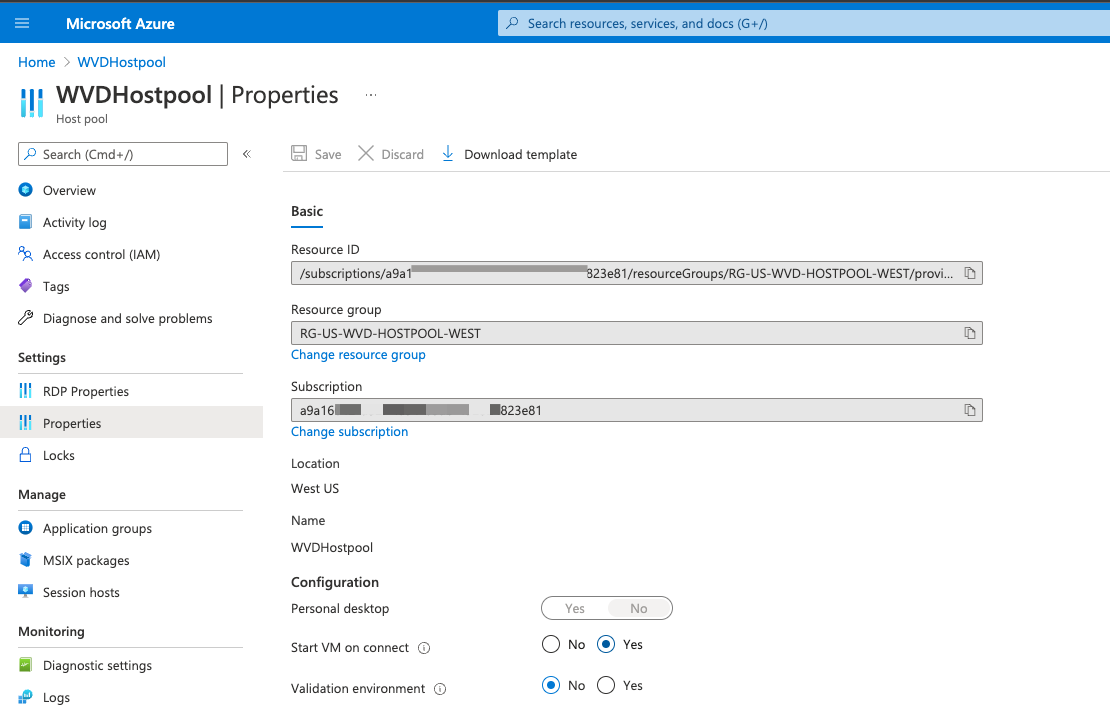 Microsoft Azure
Search resources, services, and docs (G+/)
Home > WVDHostpool
WVDHostpool | Properties ...
Host pool
Search (Cmd+/)
«
Overview
Activity log
Access control (IAM)
Tags
Diagnose and solve problems
Settings
RDP Properties
Properties
Locks
Manage
Application groups
MSIX packages
Session hosts
Monitoring
Diagnostic settings
Logs
Save Discard Download template
Basic
Resource ID
/subscriptions/a9a1 823e81/resourceGroups/RG-US-WVD-HOSTPOOL-WEST/provi...
Resource group
RG-US-WVD-HOSTPOOL-WEST
Change resource group
Subscription
a9a16 823e81
Change subscription
Location
West US
Name
WVDHostpool
Configuration
Personal desktop Yes No
Start VM on connect No Yes
Validation environment No Yes